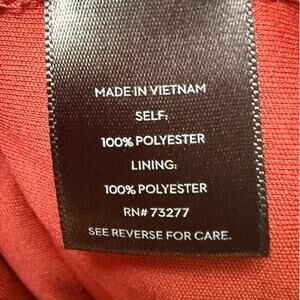 MADE IN VIETNAM
SELF:
100% POLYESTER
LINING:
100% POLYESTER
RN# 73277
SEE REVERSE FOR CARE.